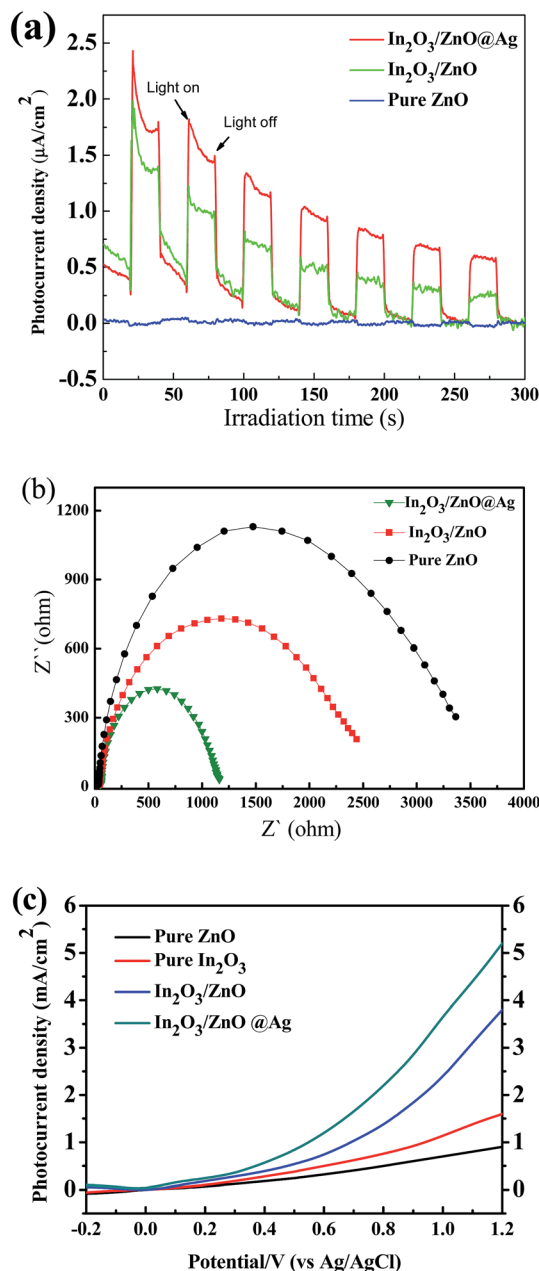 (a)
In₂O₃/ZnO@Ag
In₂O₃/ZnO
Pure ZnO
Light on
Light off
2.5
2.0
1.5
1.0
0.5
0.0
-0.5
Photocurrent density (μA/cm²)
0 50 100 150 200 250 300
Irradiation time (s)
(b)
In₂O₃/ZnO@Ag
In₂O₃/ZnO
Pure ZnO
1200
900
600
300
0
Z`` (ohm)
0 500 1000 1500 2000 2500 3000 3500 4000
Z` (ohm)
(c)
Pure ZnO
Pure In₂O₃
In₂O₃/ZnO
In₂O₃/ZnO @Ag
6 6
5 5
4 4
3 3
2 2
1 1
0 0
Photocurrent density (mA/cm²)
-0.2 0.0 0.2 0.4 0.6 0.8 1.0 1.2
Potential/V (vs Ag/AgCl)